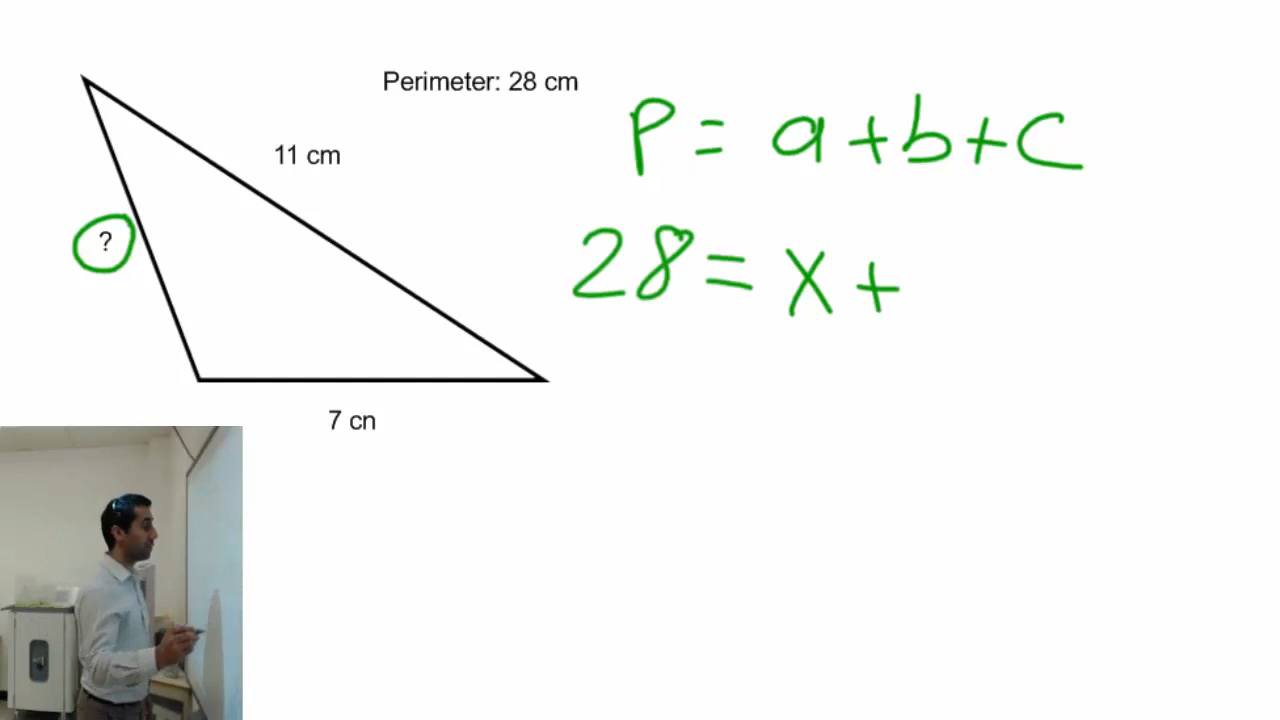 Perimeter: 28 cm
P = a + b + c
11 cm
?
28 = x +
7 cn